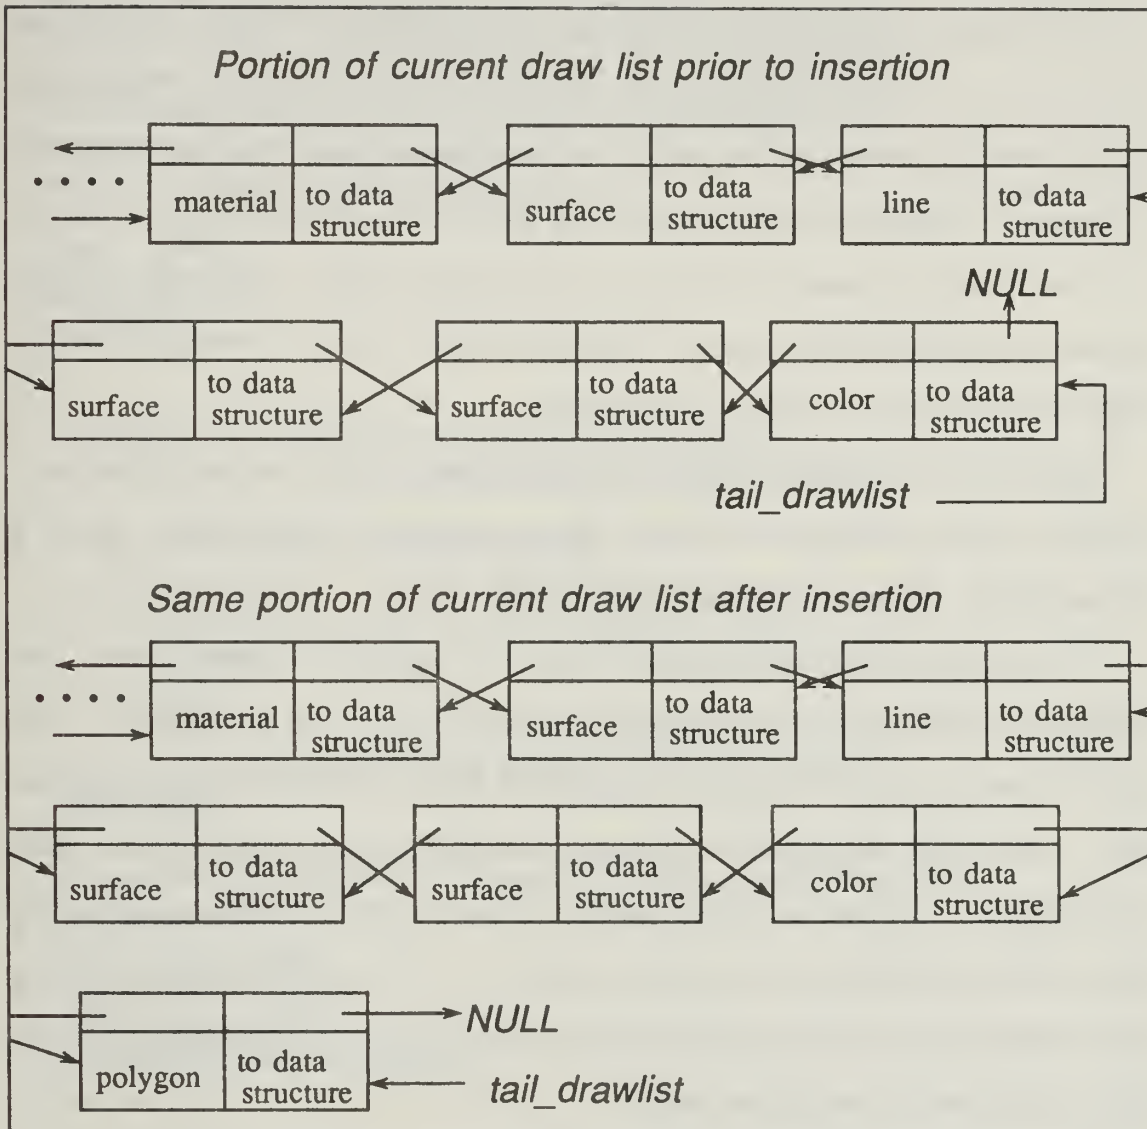 Portion of current draw list prior to insertion
material
to data
structure
surface
to data
structure
line
to data
structure
NULL
surface
to data
structure
surface
to data
structure
color
to data
structure
tail_drawlist
Same portion of current draw list after insertion
material
to data
structure
surface
to data
structure
line
to data
structure
surface
to data
structure
surface
to data
structure
color
to data
structure
NULL
polygon
to data
structure
tail_drawlist